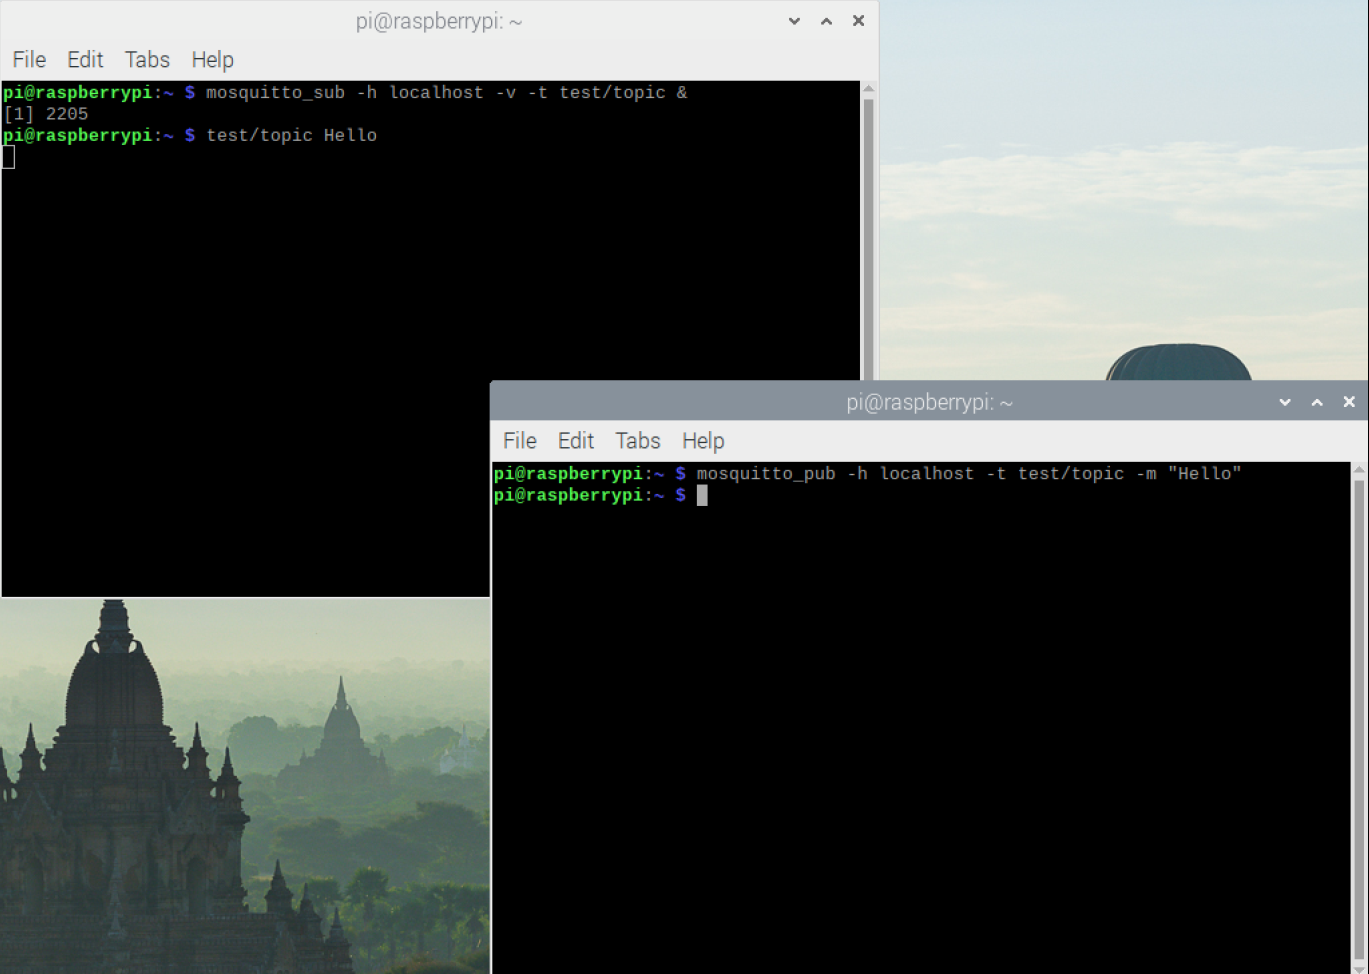 pi@raspberrypi: ~
File Edit Tabs Help
pi@raspberrypi:~ $ mosquitto_sub -h localhost -v -t test/topic &
[1] 2205
pi@raspberrypi:~ $ test/topic Hello
pi@raspberrypi: ~
File Edit Tabs Help
pi@raspberrypi:~ $ mosquitto_pub -h localhost -t test/topic -m "Hello"
pi@raspberrypi:~ $